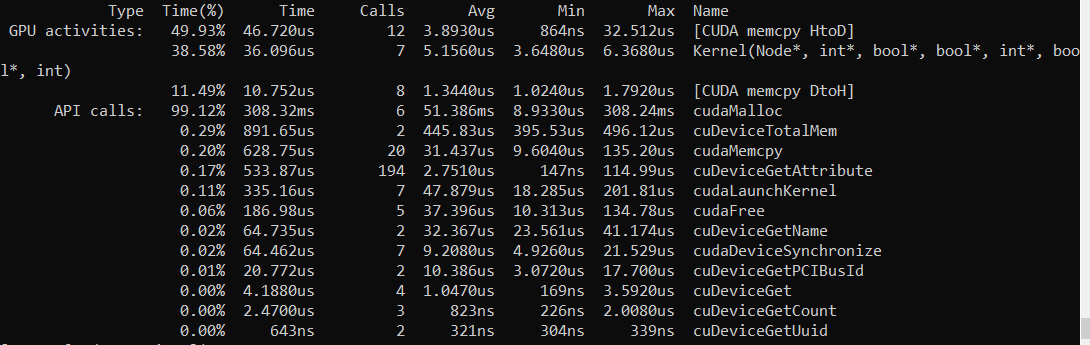 Type Time(%) Time Calls Avg Min Max Name
GPU activities: 49.93% 46.720us 12 3.8930us 864ns 32.512us [CUDA memcpy HtoD]
38.58% 36.096us 7 5.1560us 3.6480us 6.3680us Kernel(Node*, int*, bool*, bool*, int*, boo
l*, int)
11.49% 10.752us 8 1.3440us 1.0240us 1.7920us [CUDA memcpy DtoH]
API calls: 99.12% 308.32ms 6 51.386ms 8.9330us 308.24ms cudaMalloc
0.29% 891.65us 2 445.83us 395.53us 496.12us cuDeviceTotalMem
0.20% 628.75us 20 31.437us 9.6040us 135.20us cudaMemcpy
0.17% 533.87us 194 2.7510us 147ns 114.99us cuDeviceGetAttribute
0.11% 335.16us 7 47.879us 18.285us 201.81us cudaLaunchKernel
0.06% 186.98us 5 37.396us 10.313us 134.78us cudaFree
0.02% 64.735us 2 32.367us 23.561us 41.174us cuDeviceGetName
0.02% 64.462us 7 9.2080us 4.9260us 21.529us cudaDeviceSynchronize
0.01% 20.772us 2 10.386us 3.0720us 17.700us cuDeviceGetPCIBusId
0.00% 4.1880us 4 1.0470us 169ns 3.5920us cuDeviceGet
0.00% 2.4700us 3 823ns 226ns 2.0080us cuDeviceGetCount
0.00% 643ns 2 321ns 304ns 339ns cuDeviceGetUuid